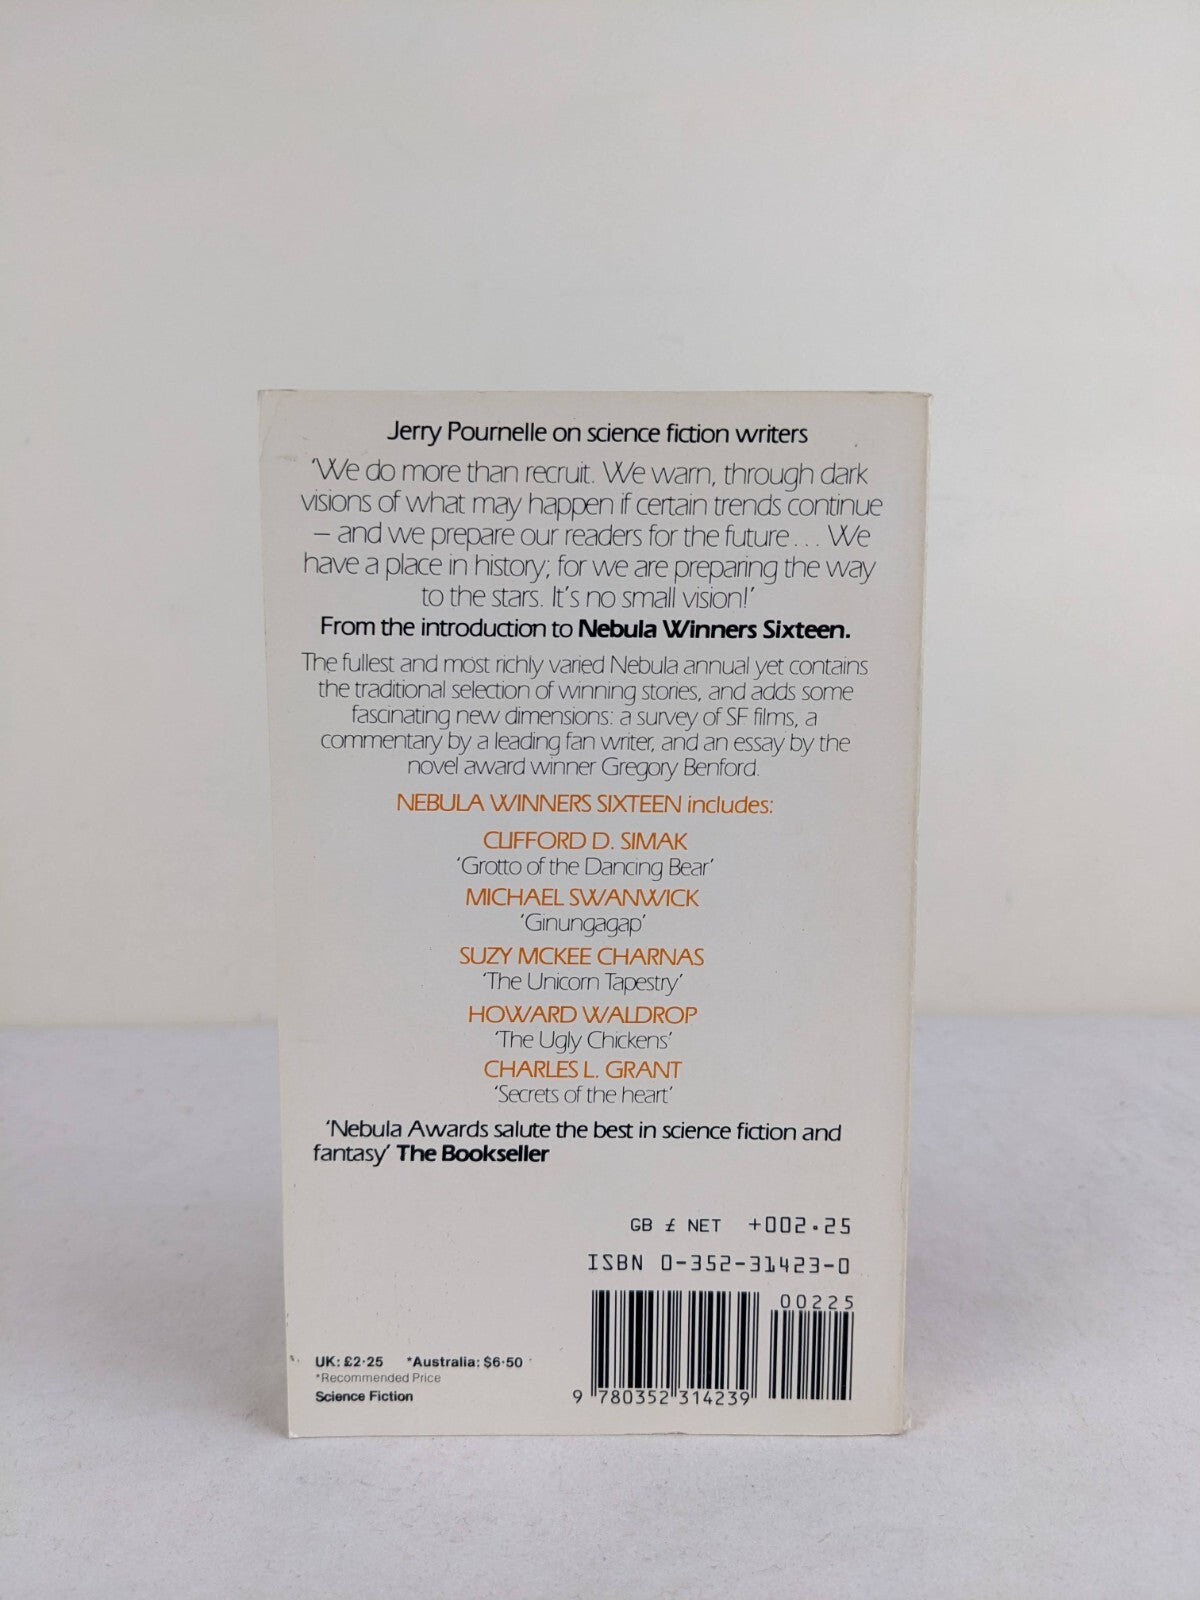 Jerry Pournelle on science fiction writers
'We do more than recruit. We warn, through dark
visions of what may happen if certain trends continue
– and we prepare our readers for the future... We
have a place in history; for we are preparing the way
to the stars. It's no small vision!'
From the introduction to Nebula Winners Sixteen.
The fullest and most richly varied Nebula annual yet contains
the traditional selection of winning stories, and adds some
fascinating new dimensions: a survey of SF films, a
commentary by a leading fan writer, and an essay by the
novel award winner Gregory Benford.
NEBULA WINNERS SIXTEEN includes:
CLIFFORD D. SIMAK
'Grotto of the Dancing Bear'
MICHAEL SWANWICK
'Ginungagap'
SUZY MCKEE CHARNAS
'The Unicorn Tapestry'
HOWARD WALDROP
'The Ugly Chickens'
CHARLES L. GRANT
'Secrets of the heart'
'Nebula Awards salute the best in science fiction and
fantasy' The Bookseller
GB £ NET +002.25
ISBN 0-352-31423-0
00225
9 780352 314239
UK: £2·25 *Australia: $6·50
*Recommended Price
Science Fiction